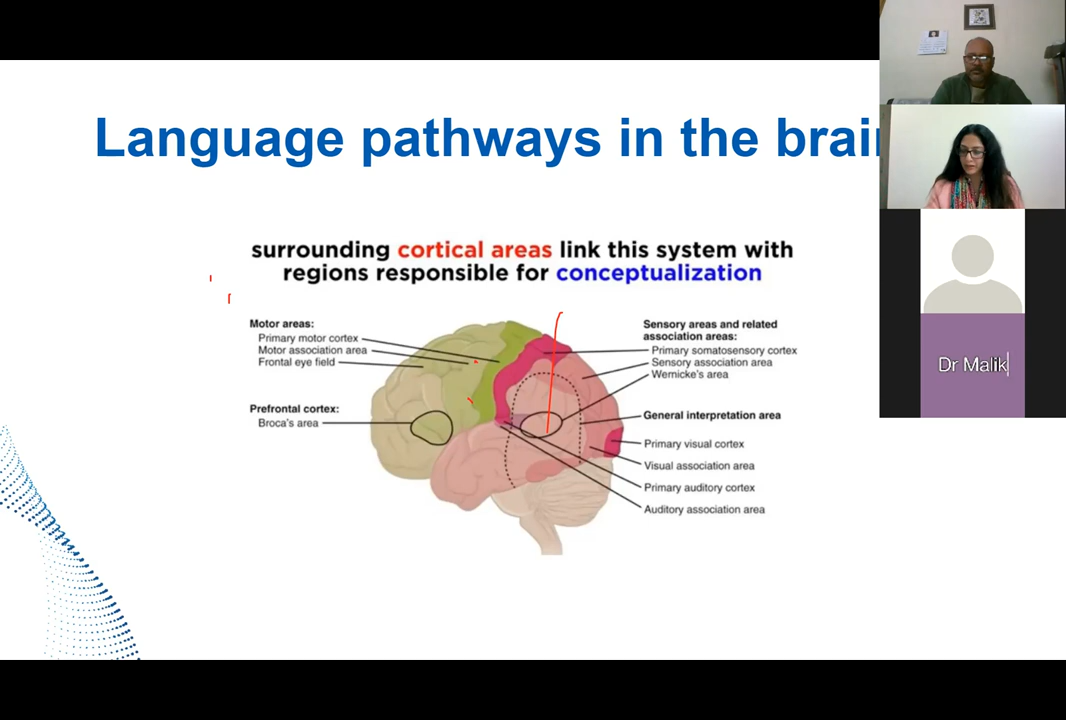 Language pathways in the brain
surrounding cortical areas link this system with
regions responsible for conceptualization
Motor areas:
Primary motor cortex
Motor association area
Frontal eye field
Prefrontal cortex:
Broca's area
Sensory areas and related
association areas:
Primary somatosensory cortex
Sensory association area
Wernicke's area
General interpretation area
Primary visual cortex
Visual association area
Primary auditory cortex
Auditory association area
Dr Malik